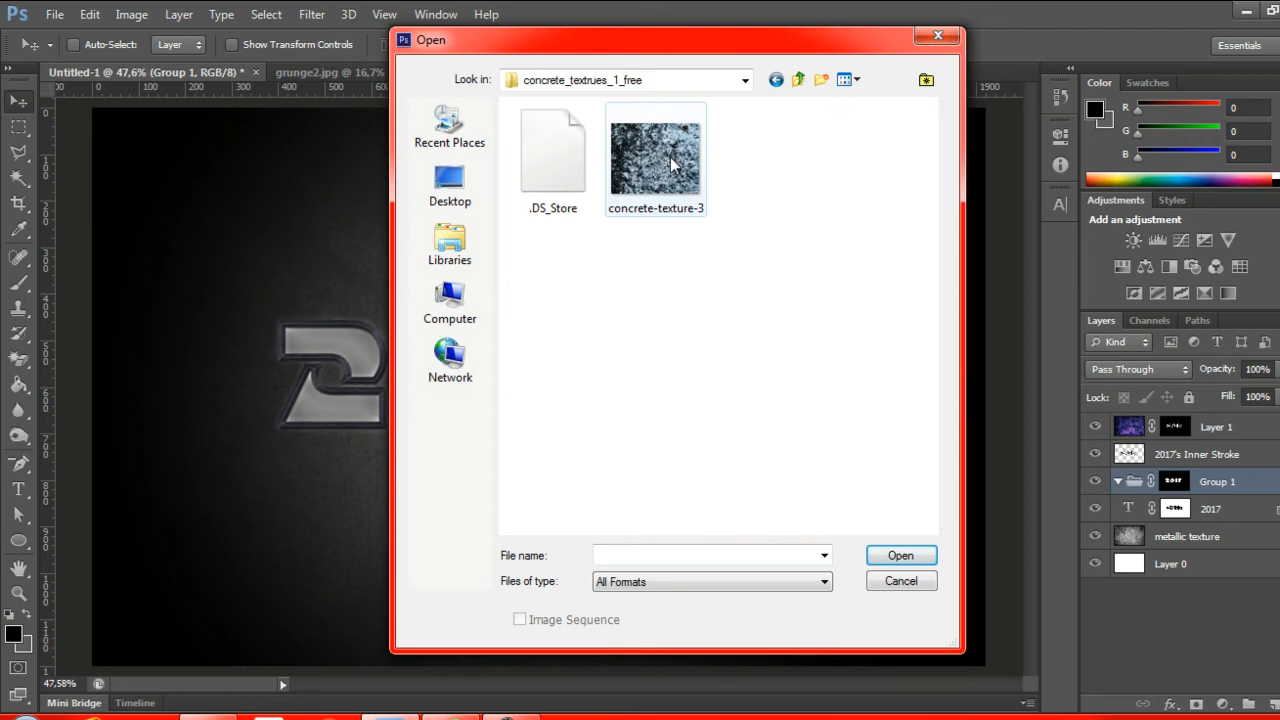 Ps File Edit Image Layer Type Select Filter 3D View Window Help
Auto-Select: Layer Show Transform Controls Essentials
Untitled-1 @ 47,6% (Group 1, RGB/8) * × grunge2.jpg @ 16,7%
Ps Open
Look in: concrete_textrues_1_free
Recent Places
Desktop
Libraries
Computer
Network
.DS_Store
concrete-texture-3
File name:
Open
Files of type: All Formats
Cancel
Image Sequence
Color Swatches
R 0
G 0
B 0
Adjustments Styles
Add an adjustment
Layers Channels Paths
Kind
Pass Through Opacity: 100%
Lock: Fill: 100%
Layer 1
2017's Inner Stroke
Group 1
T 2017
metallic texture
Layer 0
47,58%
Mini Bridge Timeline